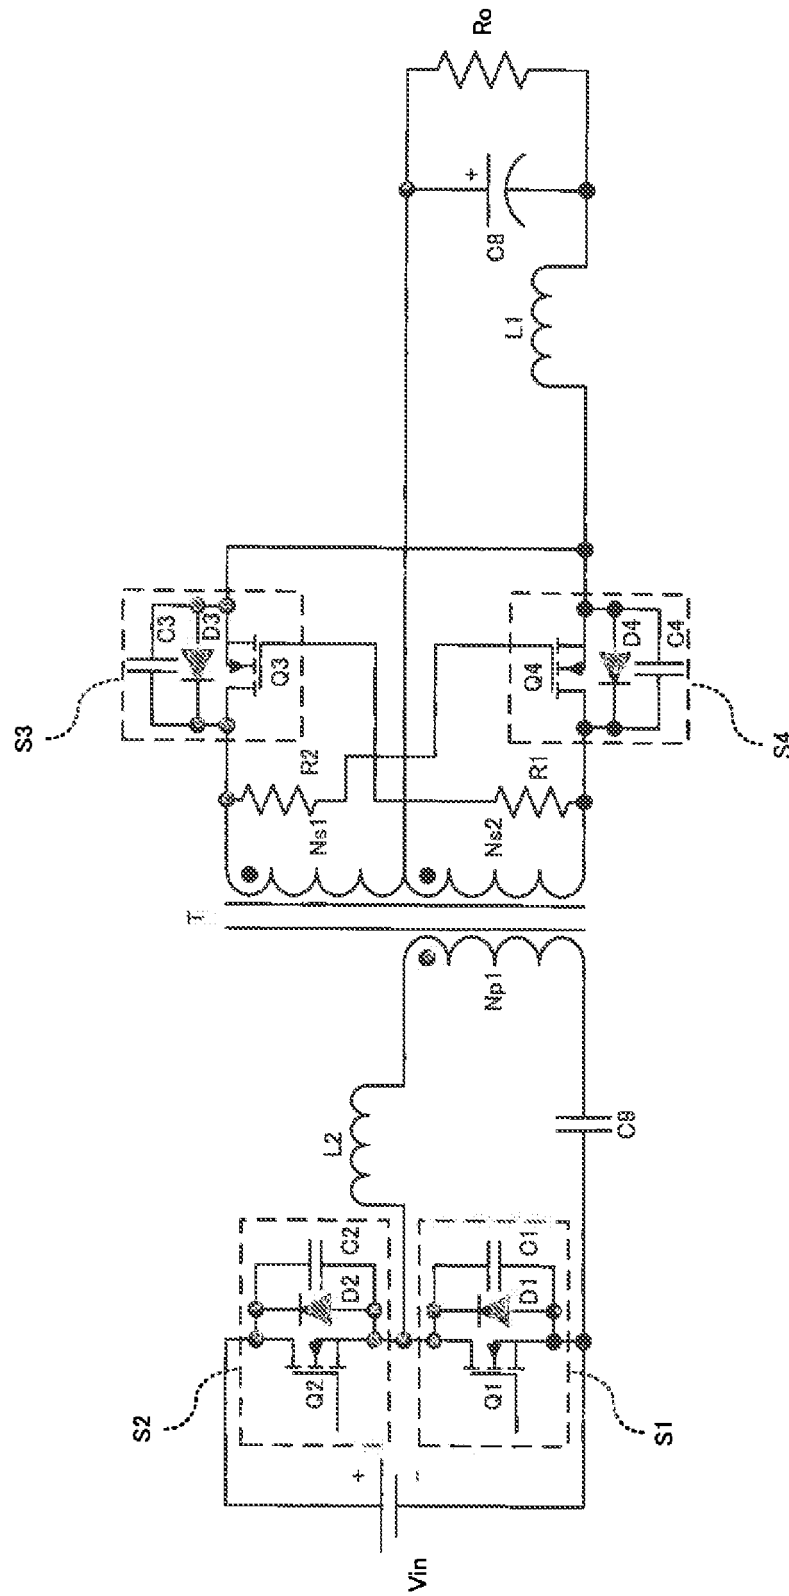 Vin
+
-
S2
Q2
D2
C2
S1
Q1
D1
C1
L2
C9
Np1
T
Ns1
Ns2
R2
R1
S3
C3
D3
Q3
S4
Q4
D4
C4
L1
C8
+
Ro